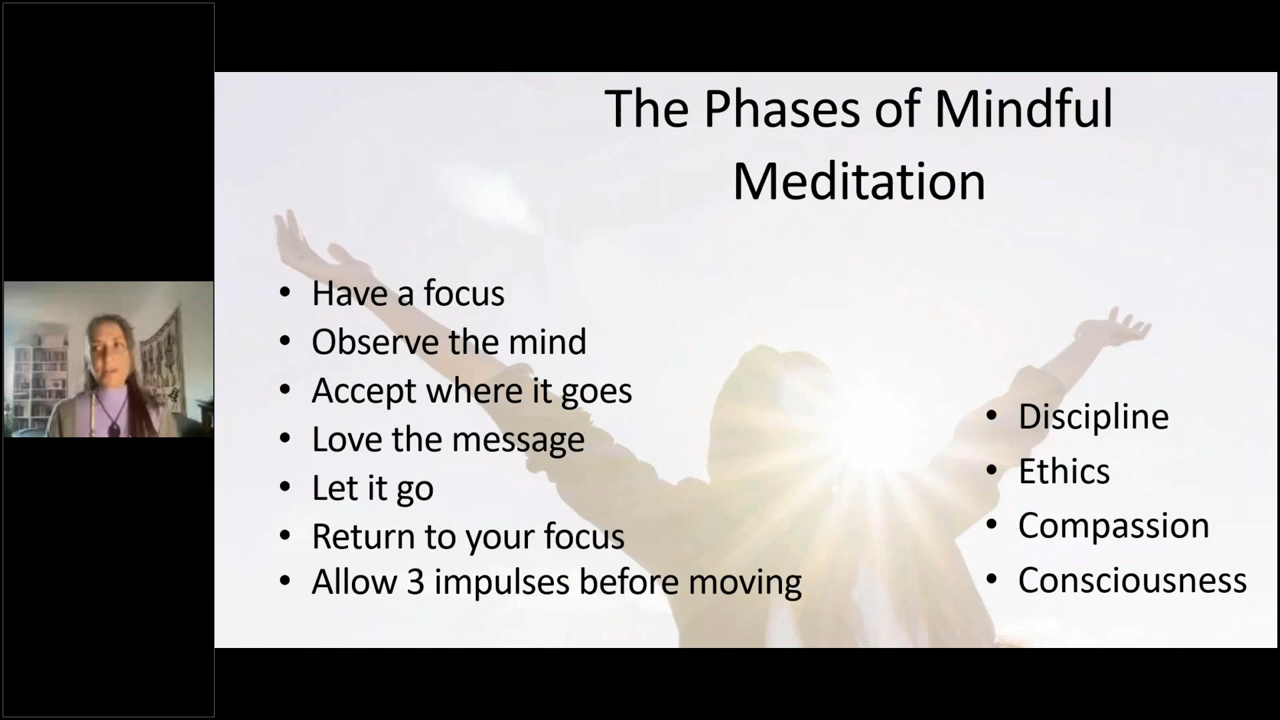 The Phases of Mindful
Meditation
• Have a focus
• Observe the mind
• Accept where it goes
• Love the message
• Let it go
• Return to your focus
• Allow 3 impulses before moving
• Discipline
• Ethics
• Compassion
• Consciousness